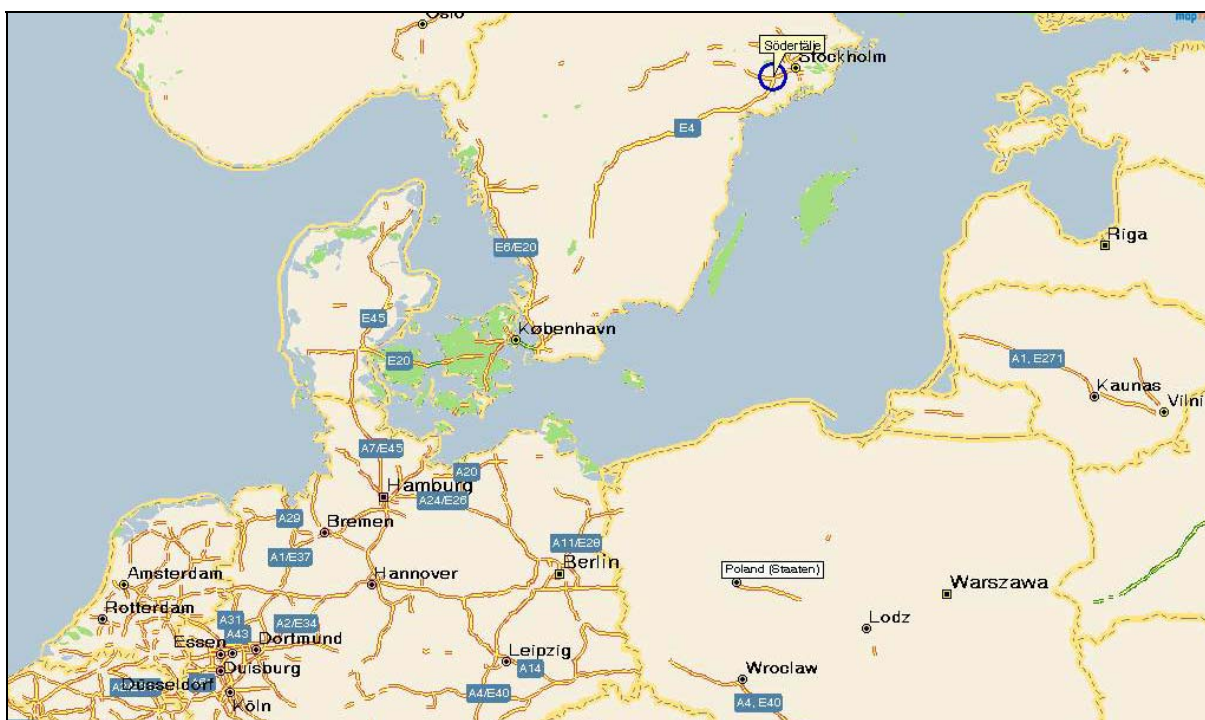 Oslo
map
Södertälje
Stockholm
E4
Riga
E6/E20
E45
København
E20
A1, E271
Kaunas
Vilni
A7/E45
A20
Hamburg
A24/E26
A29
Bremen
A11/E28
A1/E37
Berlin
Poland (Staaten)
Amsterdam
Hannover
Warszawa
Rotterdam
A31
A2/E34
Lodz
A43
Essen
Dortmund
Leipzig
Duisburg
A14
Wroclaw
Düsseldorf
A4/E40
Köln
A4, E40